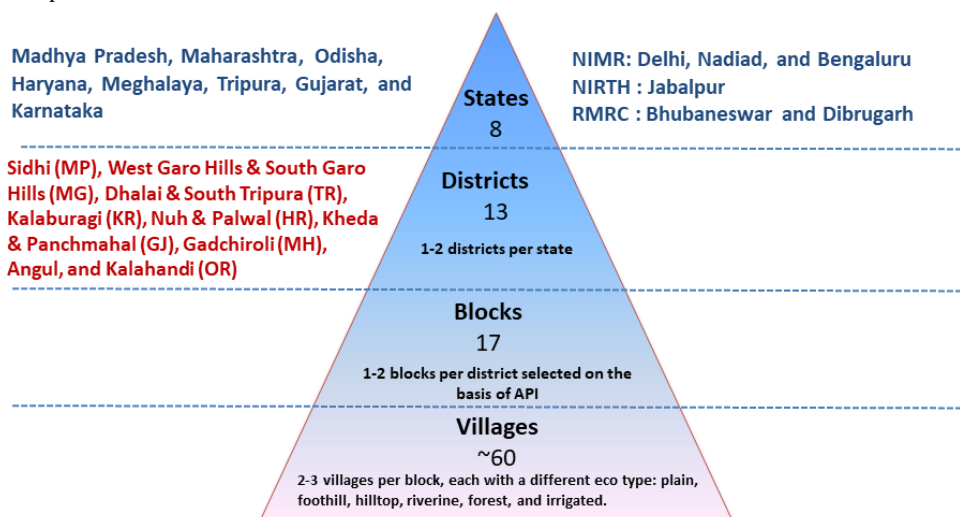 Madhya Pradesh, Maharashtra, Odisha,
Haryana, Meghalaya, Tripura, Gujarat, and
Karnataka
NIMR: Delhi, Nadiad, and Bengaluru
NIRTH : Jabalpur
RMRC : Bhubaneswar and Dibrugarh
States
8
Sidhi (MP), West Garo Hills & South Garo
Hills (MG), Dhalai & South Tripura (TR),
Kalaburagi (KR), Nuh & Palwal (HR), Kheda
& Panchmahal (GJ), Gadchiroli (MH),
Angul, and Kalahandi (OR)
Districts
13
1-2 districts per state
Blocks
17
1-2 blocks per district selected on the
basis of API
Villages
~60
2-3 villages per block, each with a different eco type: plain,
foothill, hilltop, riverine, forest, and irrigated.